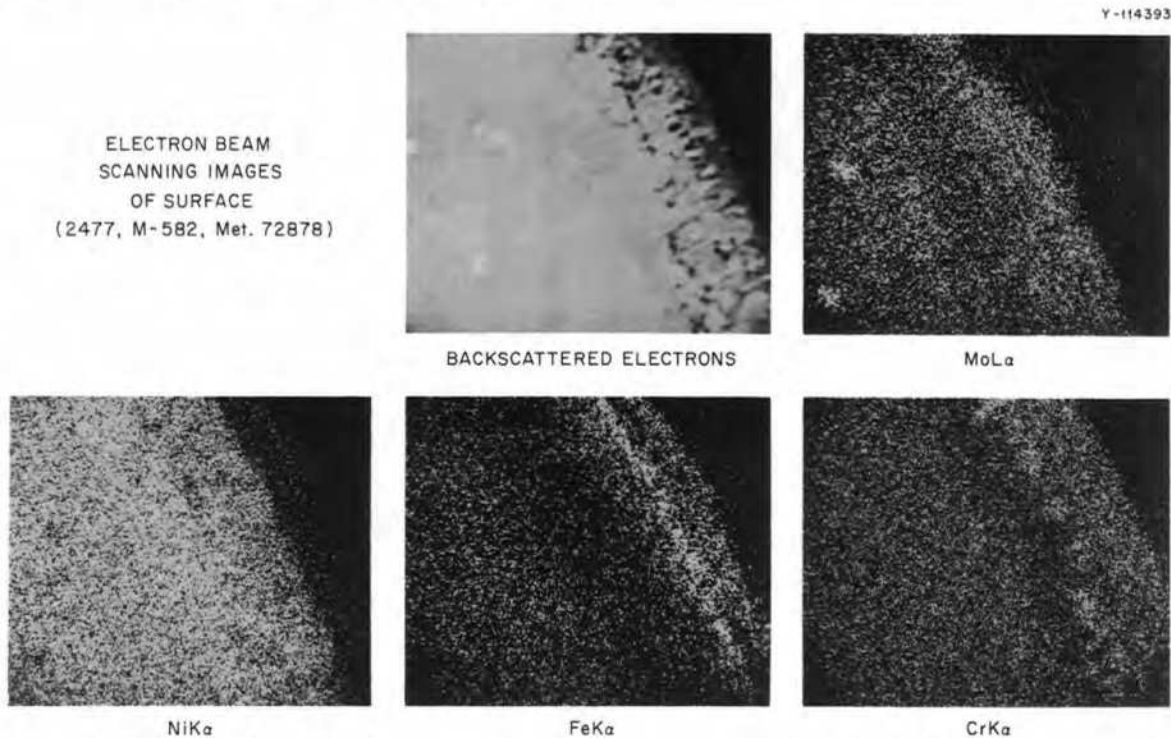 Y-114393
ELECTRON BEAM
SCANNING IMAGES
OF SURFACE
(2477, M-582, Met. 72878)
BACKSCATTERED ELECTRONS
MoLα
NiKα
FeKα
CrKα